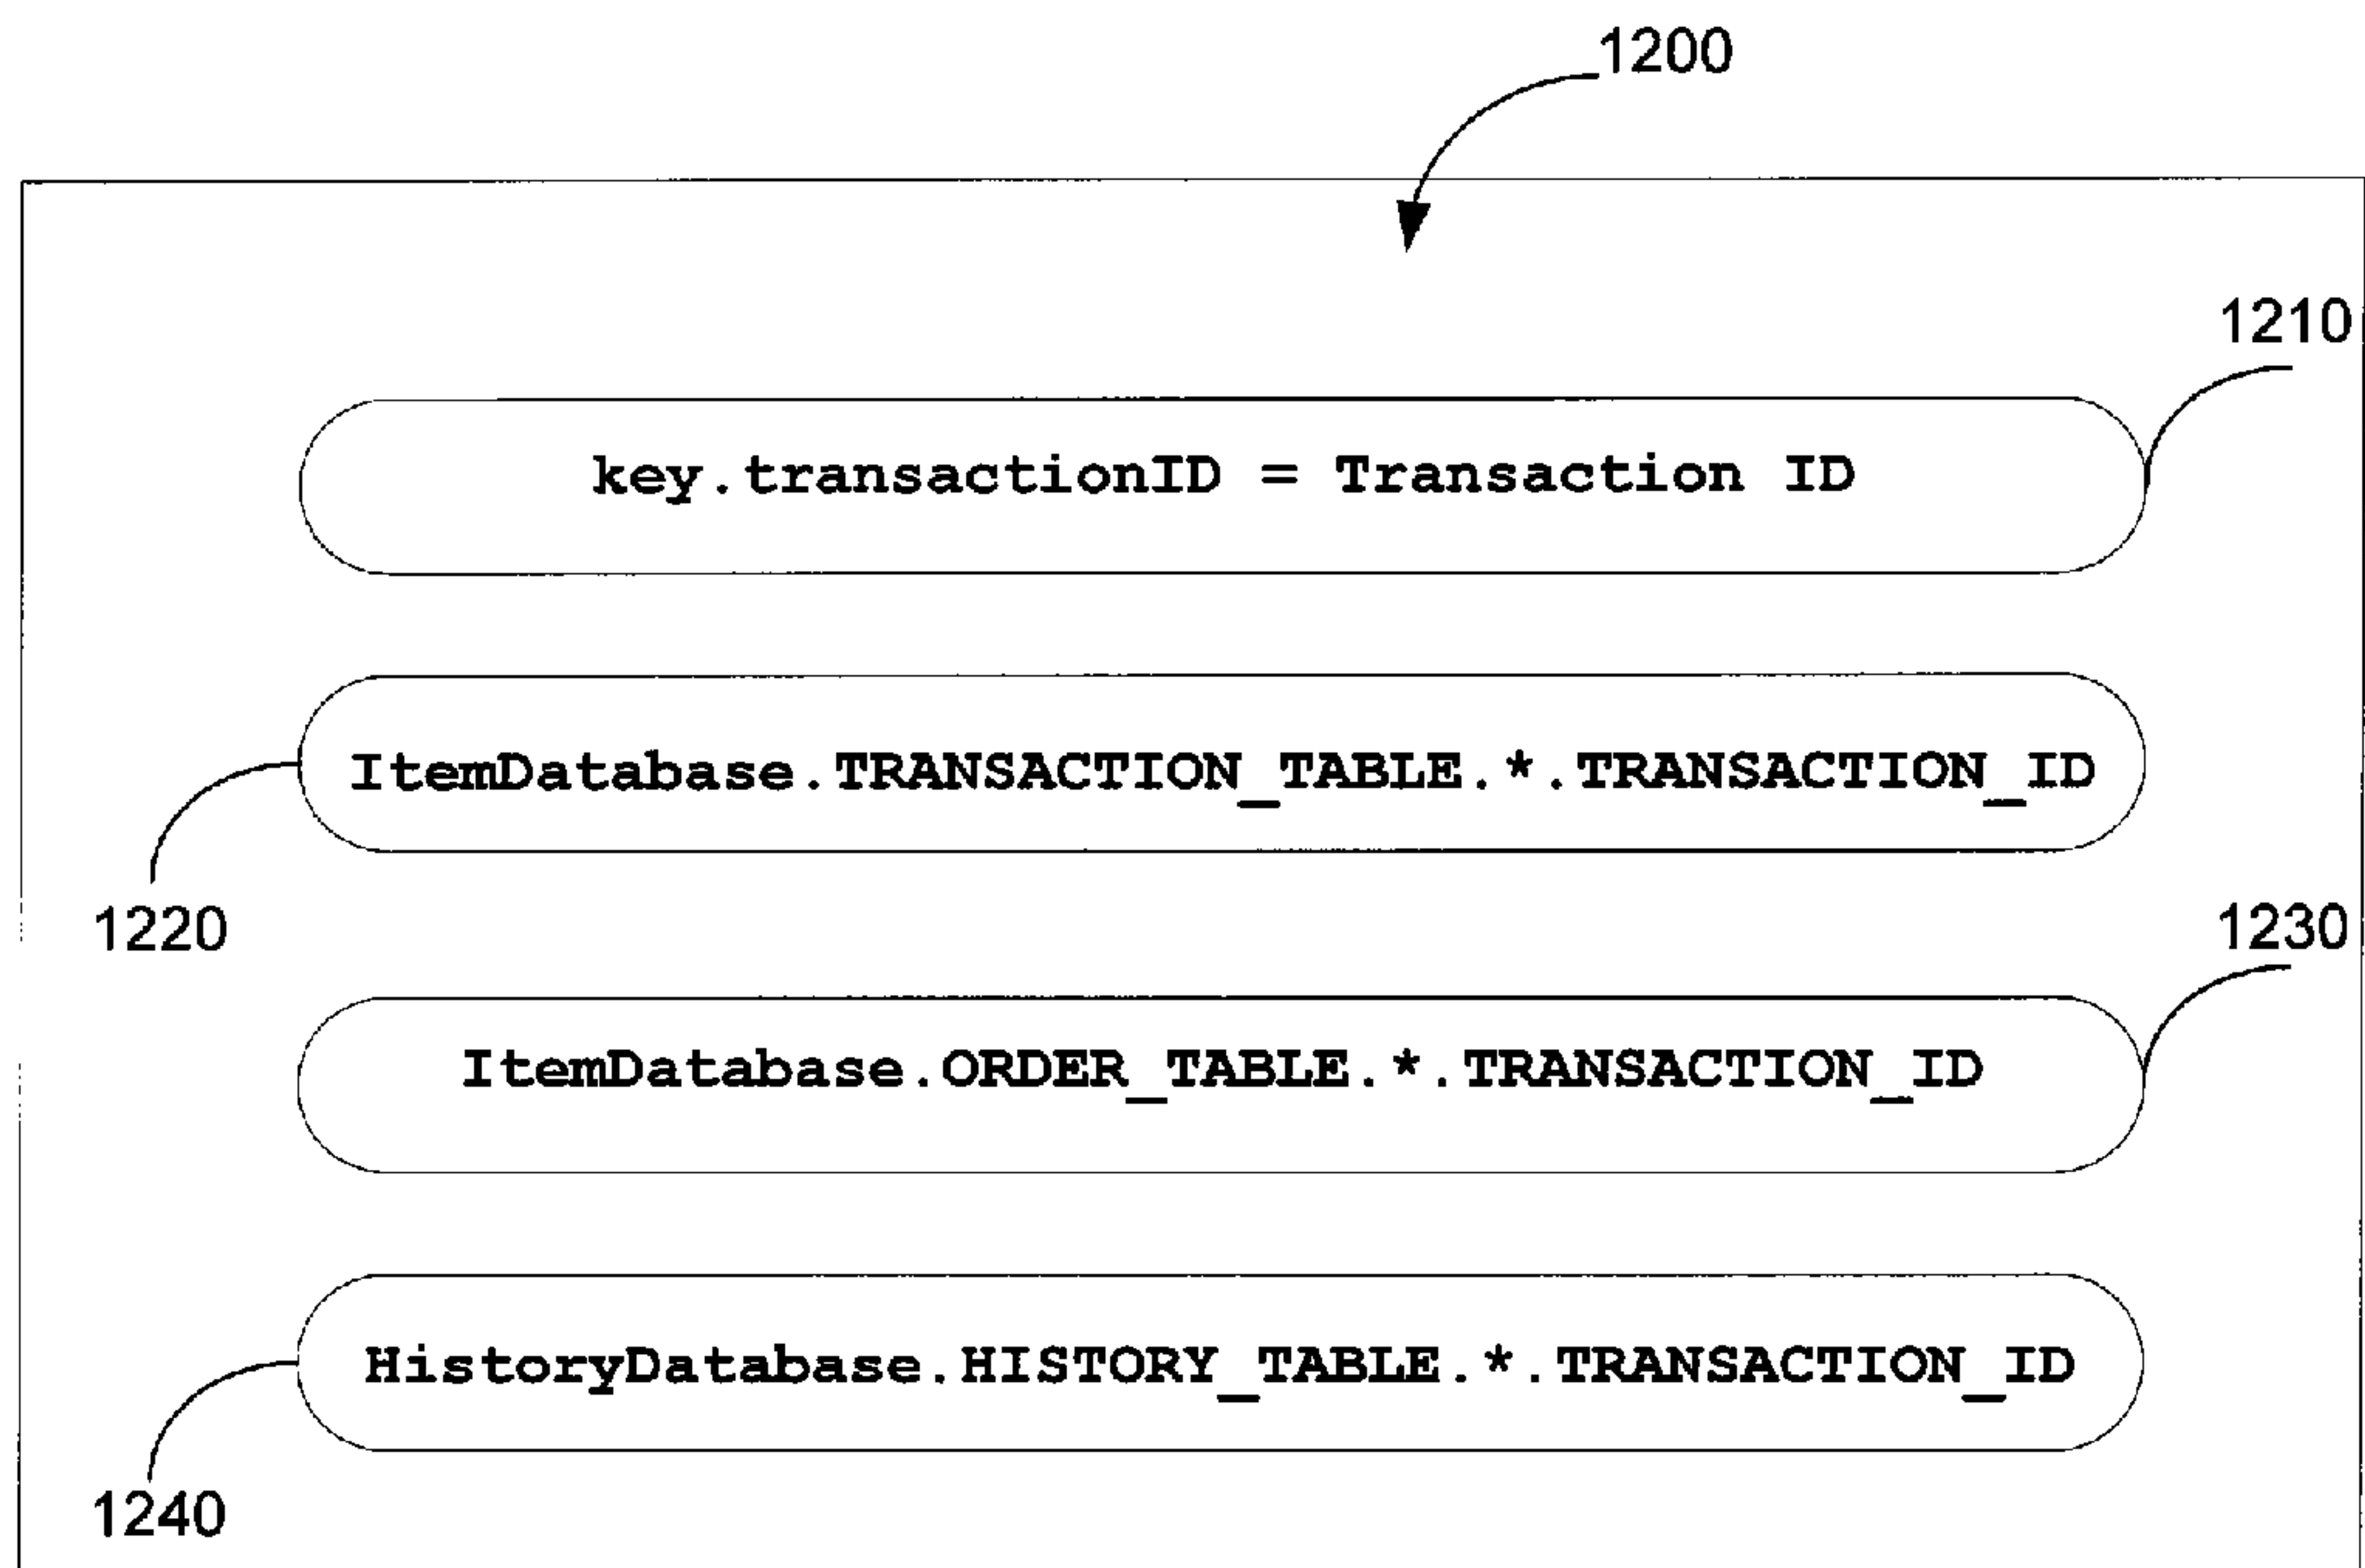 1200
1210
key.transactionID = Transaction ID
ItemDatabase.TRANSACTION_TABLE.*.TRANSACTION_ID
1220
1230
ItemDatabase.ORDER_TABLE.*.TRANSACTION_ID
HistoryDatabase.HISTORY_TABLE.*.TRANSACTION_ID
1240